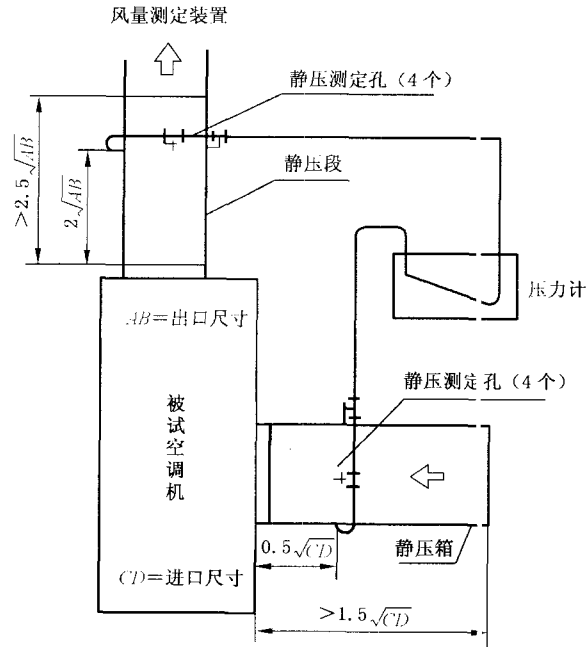 风量测定装置
静压测定孔（4个）
>2.5√AB
2√AB
静压段
压力计
AB=出口尺寸
静压测定孔（4个）
被试空调机
0.5√CD
静压箱
CD=进口尺寸
>1.5√CD